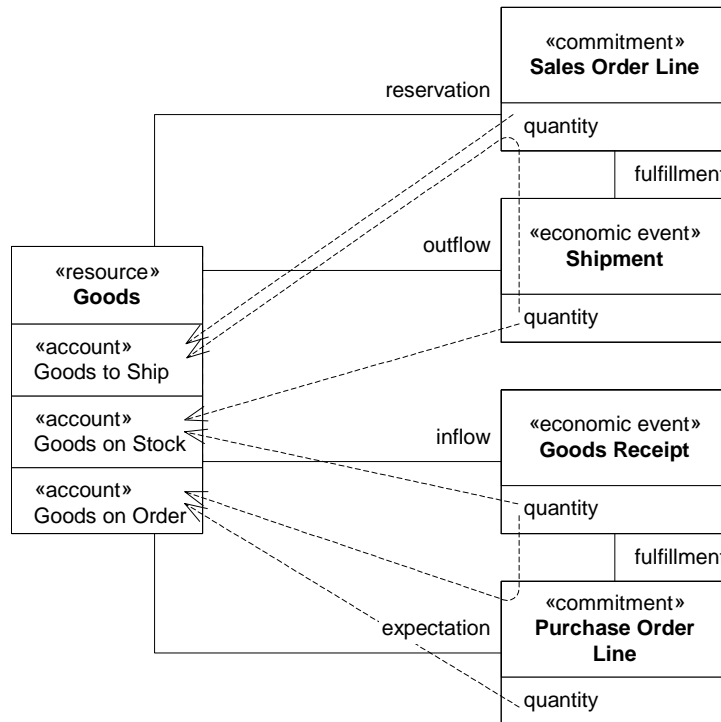 «commitment»
Sales Order Line
reservation
quantity
fulfillment
outflow
«economic event»
Shipment
quantity
«resource»
Goods
«account»
Goods to Ship
«account»
Goods on Stock
«account»
Goods on Order
inflow
«economic event»
Goods Receipt
quantity
fulfillment
expectation
«commitment»
Purchase Order
Line
quantity